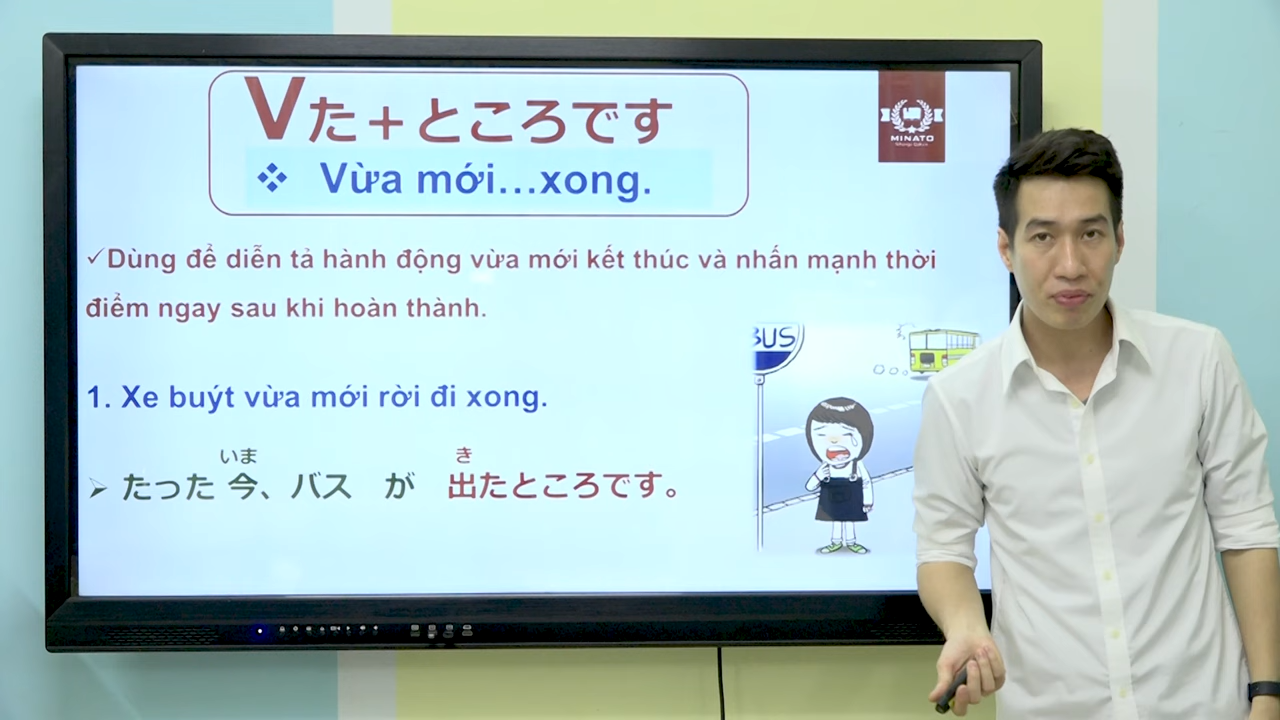 Vた+ところです
❖ Vừa mới...xong.
MINATO
✓Dùng để diễn tả hành động vừa mới kết thúc và nhấn mạnh thời
điểm ngay sau khi hoàn thành.
BUS
1. Xe buýt vừa mới rời đi xong.
いま き
➢ たった 今、バス が 出たところです。